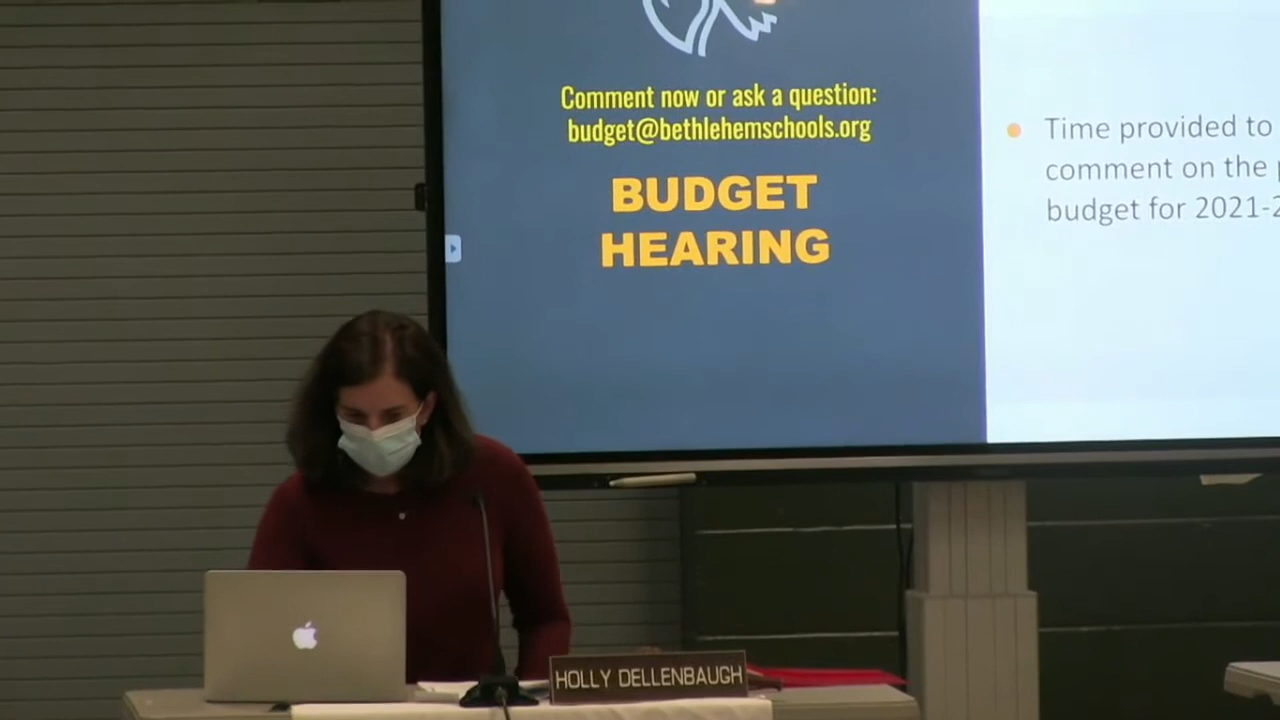 Comment now or ask a question:
budget@bethlehemschools.org
BUDGET
HEARING
Time provided to
comment on the
budget for 2021-2
HOLLY DELLENBAUGH